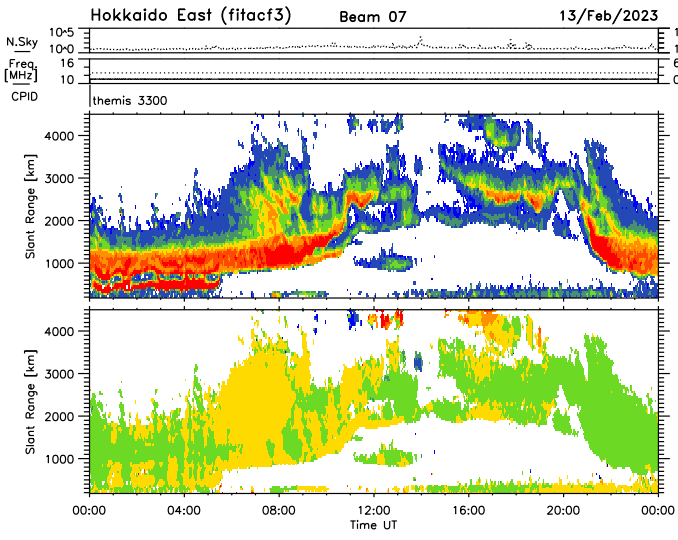 Hokkaido East (fitacf3) Beam 07 13/Feb/2023
N.Sky 10^5 10^0 1 1
Freq. [MHz] 16 10 6 0
CPID themis 3300
Slant Range [km] 4000 3000 2000 1000
Slant Range [km] 4000 3000 2000 1000
00:00 04:00 08:00 12:00 16:00 20:00 00:00
Time UT